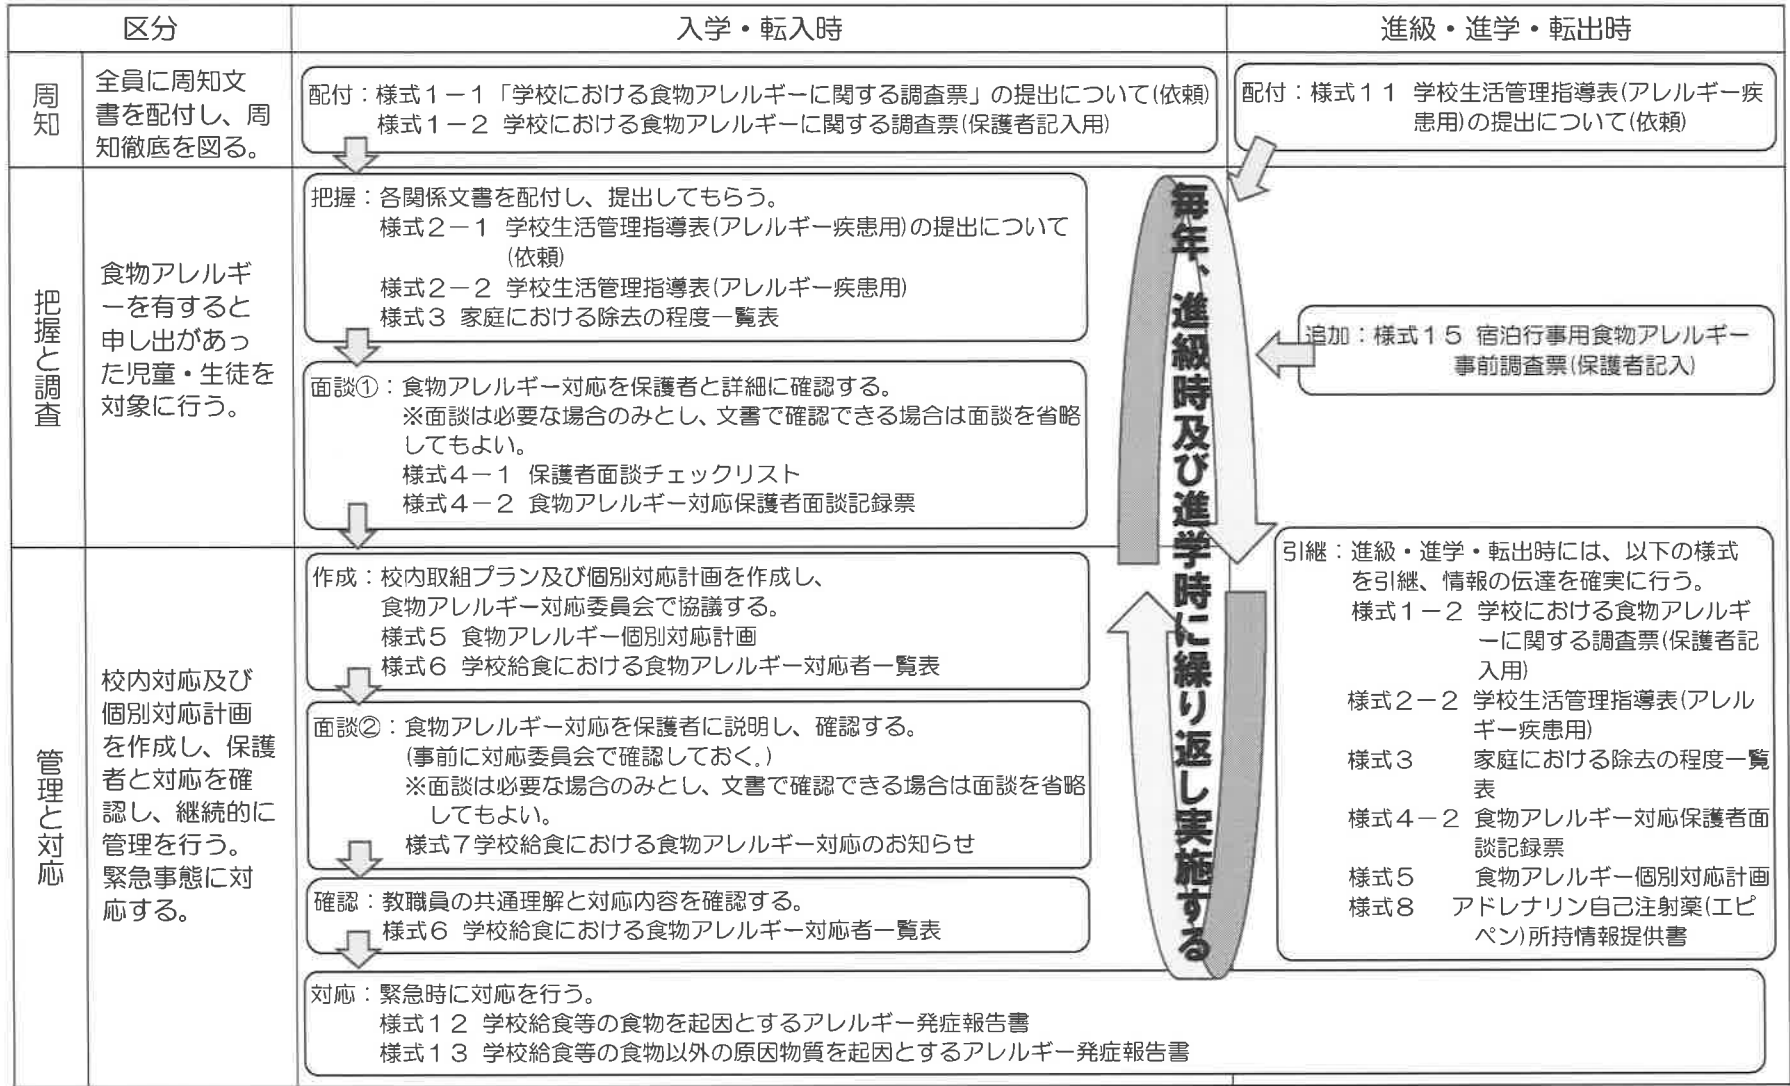 区分
入学・転入時
進級・進学・転出時
周知
全員に周知文
書を配付し、周
知徹底を図る。
配付：様式１－１「学校における食物アレルギーに関する調査票」の提出について(依頼)
様式１－２ 学校における食物アレルギーに関する調査票(保護者記入用)
配付：様式１１ 学校生活管理指導表(アレルギー疾
患用)の提出について(依頼)
把握と調査
食物アレルギ
ーを有すると
申し出があっ
た児童・生徒を
対象に行う。
把握：各関係文書を配付し、提出してもらう。
様式２－１ 学校生活管理指導表(アレルギー疾患用)の提出について
(依頼)
様式２－２ 学校生活管理指導表(アレルギー疾患用)
様式３ 家庭における除去の程度一覧表
面談①：食物アレルギー対応を保護者と詳細に確認する。
※面談は必要な場合のみとし、文書で確認できる場合は面談を省略
してもよい。
様式４－１ 保護者面談チェックリスト
様式４－２ 食物アレルギー対応保護者面談記録票
毎年、進級時及び進学時に繰り返し実施する
追加：様式１５ 宿泊行事用食物アレルギー
事前調査票(保護者記入)
管理と対応
校内対応及び
個別対応計画
を作成し、保護
者と対応を確
認し、継続的に
管理を行う。
緊急事態に対
応する。
作成：校内取組プラン及び個別対応計画を作成し、
食物アレルギー対応委員会で協議する。
様式５ 食物アレルギー個別対応計画
様式６ 学校給食における食物アレルギー対応者一覧表
面談②：食物アレルギー対応を保護者に説明し、確認する。
(事前に対応委員会で確認しておく。)
※面談は必要な場合のみとし、文書で確認できる場合は面談を省略
してもよい。
様式７学校給食における食物アレルギー対応のお知らせ
確認：教職員の共通理解と対応内容を確認する。
様式６ 学校給食における食物アレルギー対応者一覧表
引継：進級・進学・転出時には、以下の様式
を引継、情報の伝達を確実に行う。
様式１－２ 学校における食物アレルギ
ーに関する調査票(保護者記
入用)
様式２－２ 学校生活管理指導表(アレル
ギー疾患用)
様式３ 家庭における除去の程度一覧
表
様式４－２ 食物アレルギー対応保護者面
談記録票
様式５ 食物アレルギー個別対応計画
様式８ アドレナリン自己注射薬(エピ
ペン)所持情報提供書
対応：緊急時に対応を行う。
様式１２ 学校給食等の食物を起因とするアレルギー発症報告書
様式１３ 学校給食等の食物以外の原因物質を起因とするアレルギー発症報告書